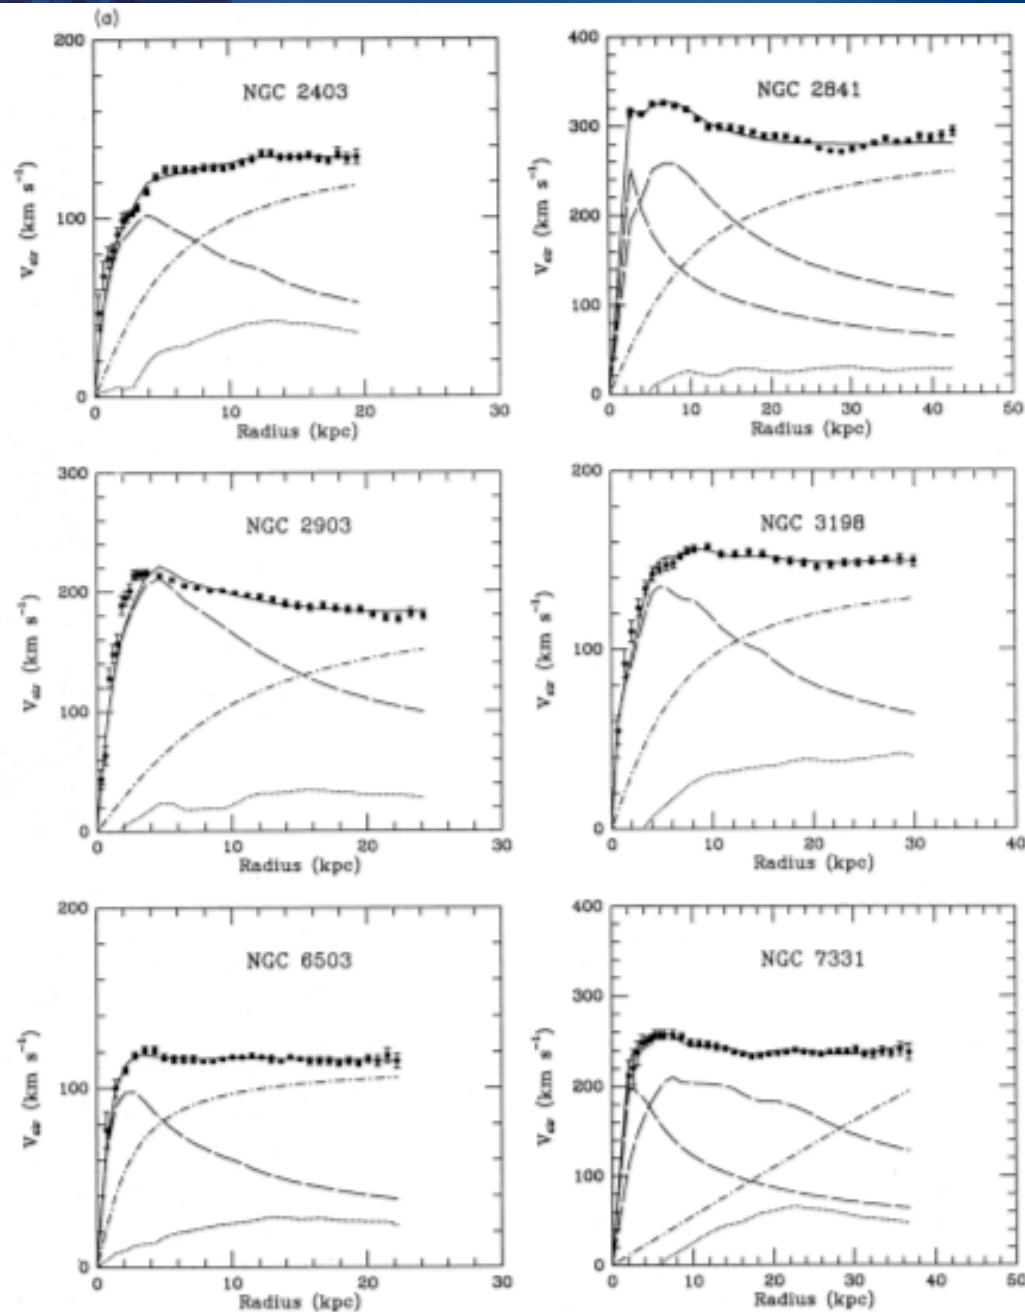 (a)
200
100
0
V_cir (km s⁻¹)
NGC 2403
0 10 20 30
Radius (kpc)
400
300
200
100
0
V_cir (km s⁻¹)
NGC 2841
0 10 20 30 40 50
Radius (kpc)
300
200
100
0
V_cir (km s⁻¹)
NGC 2903
0 10 20 30
Radius (kpc)
200
100
0
V_cir (km s⁻¹)
NGC 3198
0 10 20 30 40
Radius (kpc)
200
100
0
V_cir (km s⁻¹)
NGC 6503
0 10 20 30
Radius (kpc)
400
300
200
100
0
V_cir (km s⁻¹)
NGC 7331
0 10 20 30 40 50
Radius (kpc)